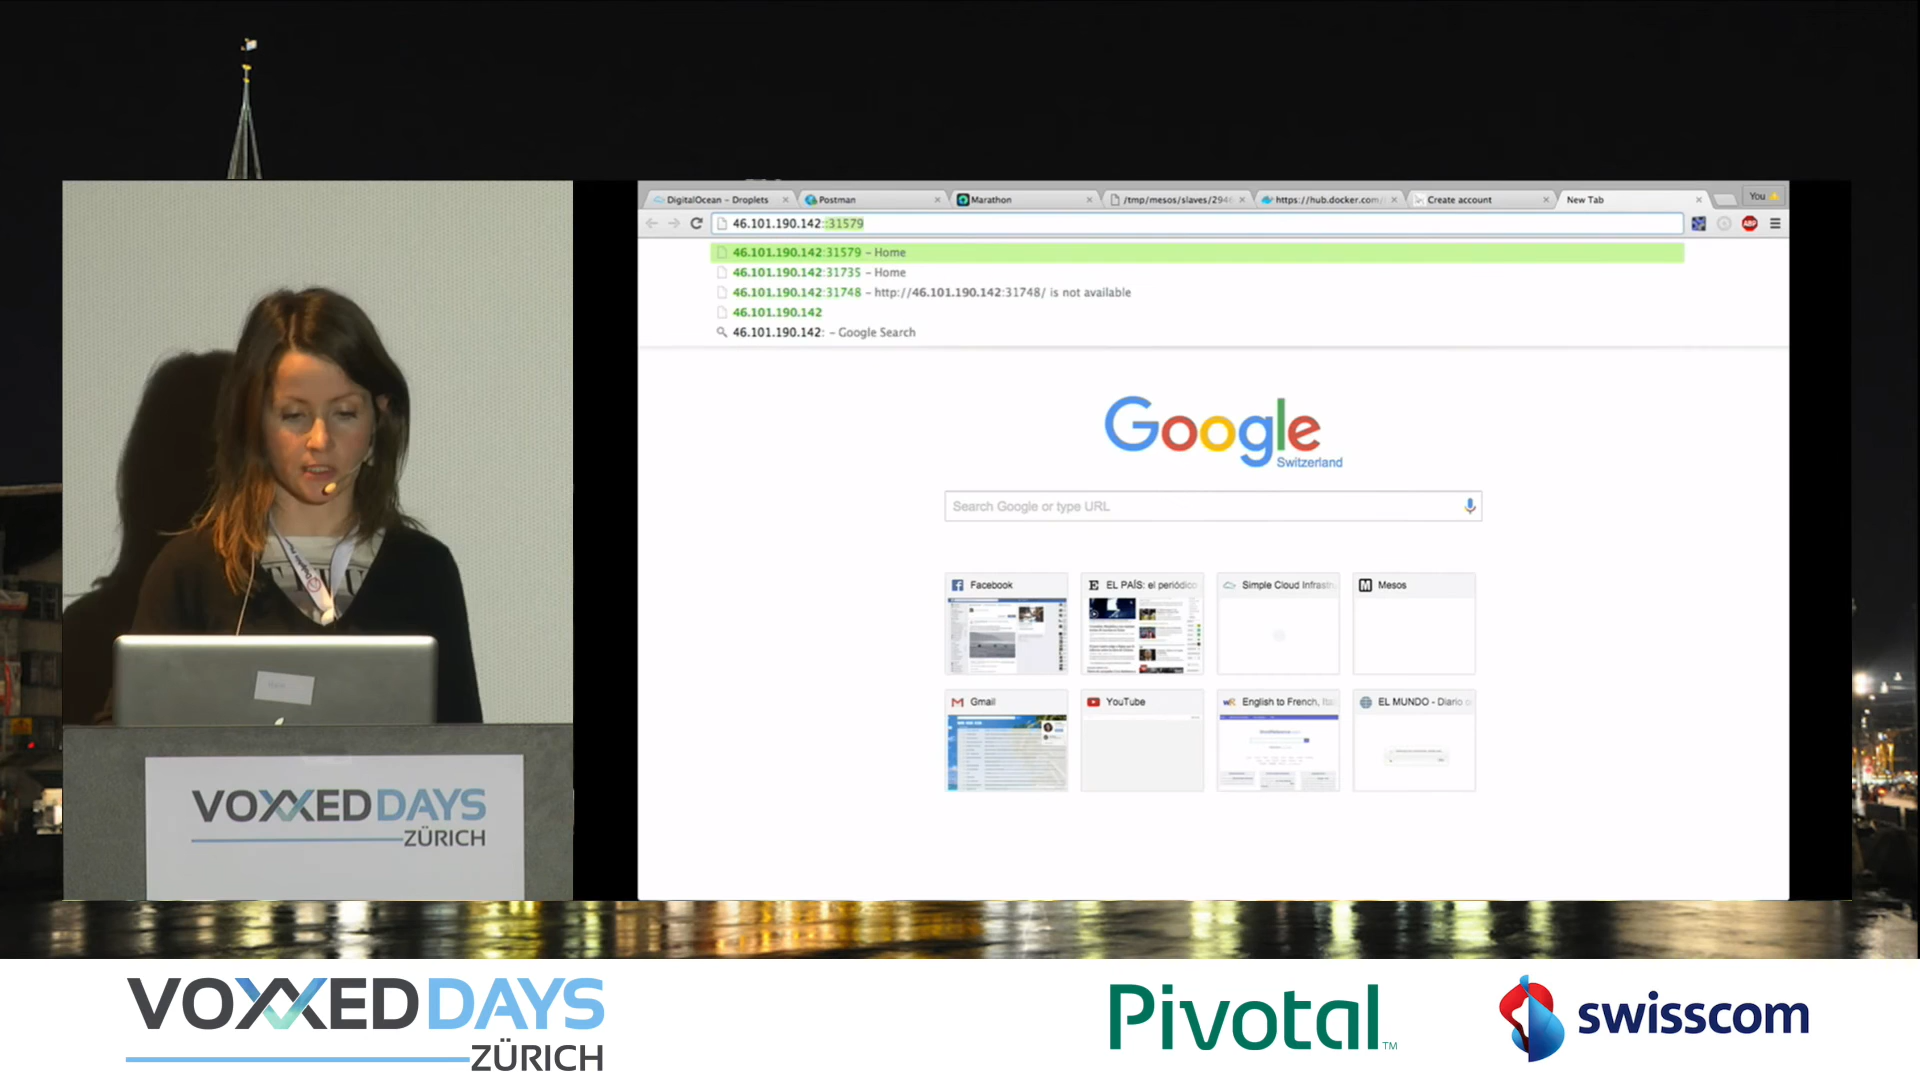 DigitalOcean – Droplets
Postman
Marathon
/tmp/mesos/slaves/294
https://hub.docker.com/
Create account
New Tab
You
46.101.190.142::31579
ABP
46.101.190.142:31579 – Home
46.101.190.142:31735 – Home
46.101.190.142:31748 – http://46.101.190.142:31748/ is not available
46.101.190.142
46.101.190.142: – Google Search
Google
Switzerland
Search Google or type URL
Facebook
EL PAÍS: el periódico
Simple Cloud Infrastr
Mesos
Gmail
YouTube
English to French, Ita
EL MUNDO - Diario o
VOXXED DAYS
ZÜRICH
VOXXED DAYS
ZÜRICH
Pivotal™
swisscom